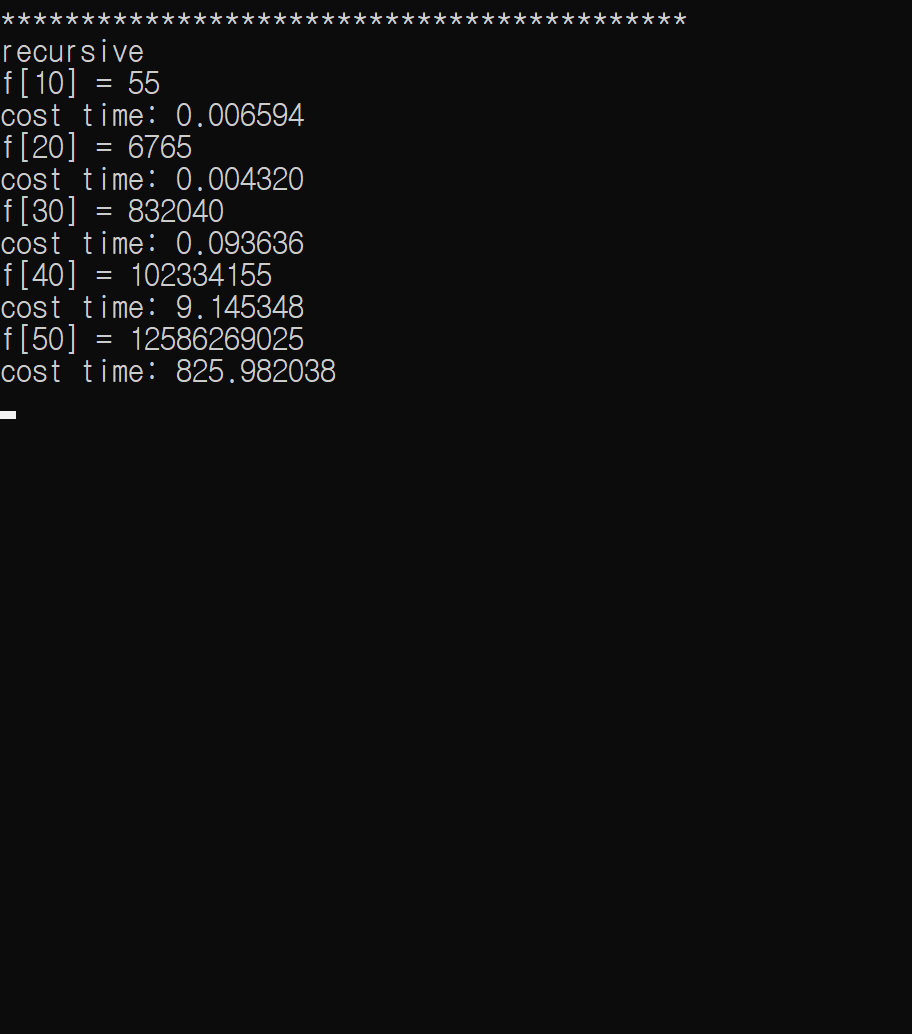 *******************************************
recursive
f[10] = 55
cost time: 0.006594
f[20] = 6765
cost time: 0.004320
f[30] = 832040
cost time: 0.093636
f[40] = 102334155
cost time: 9.145348
f[50] = 12586269025
cost time: 825.982038